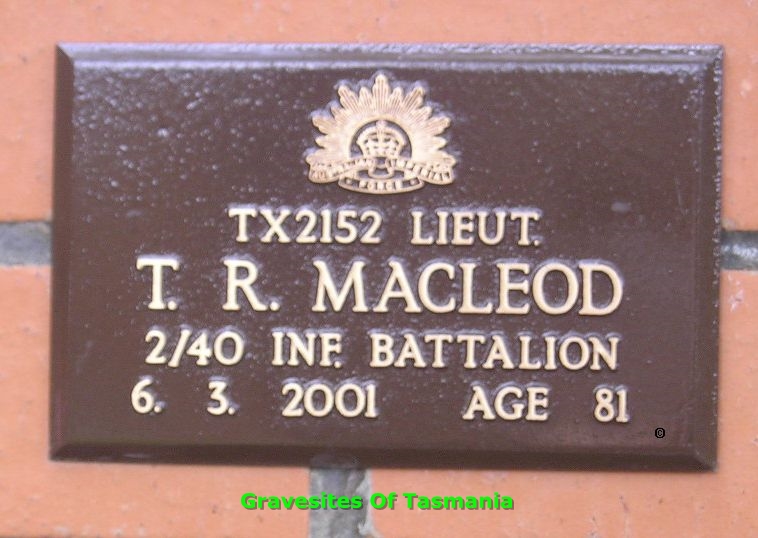 TX2152 LIEUT.
T. R. MACLEOD
2/40 INF. BATTALION
6. 3. 2001 AGE 81
©
Gravesites Of Tasmania